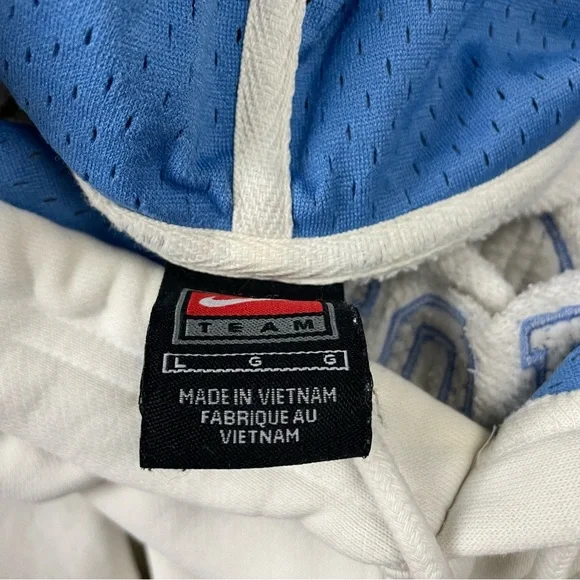 TEAM
L G G
MADE IN VIETNAM
FABRIQUE AU
VIETNAM